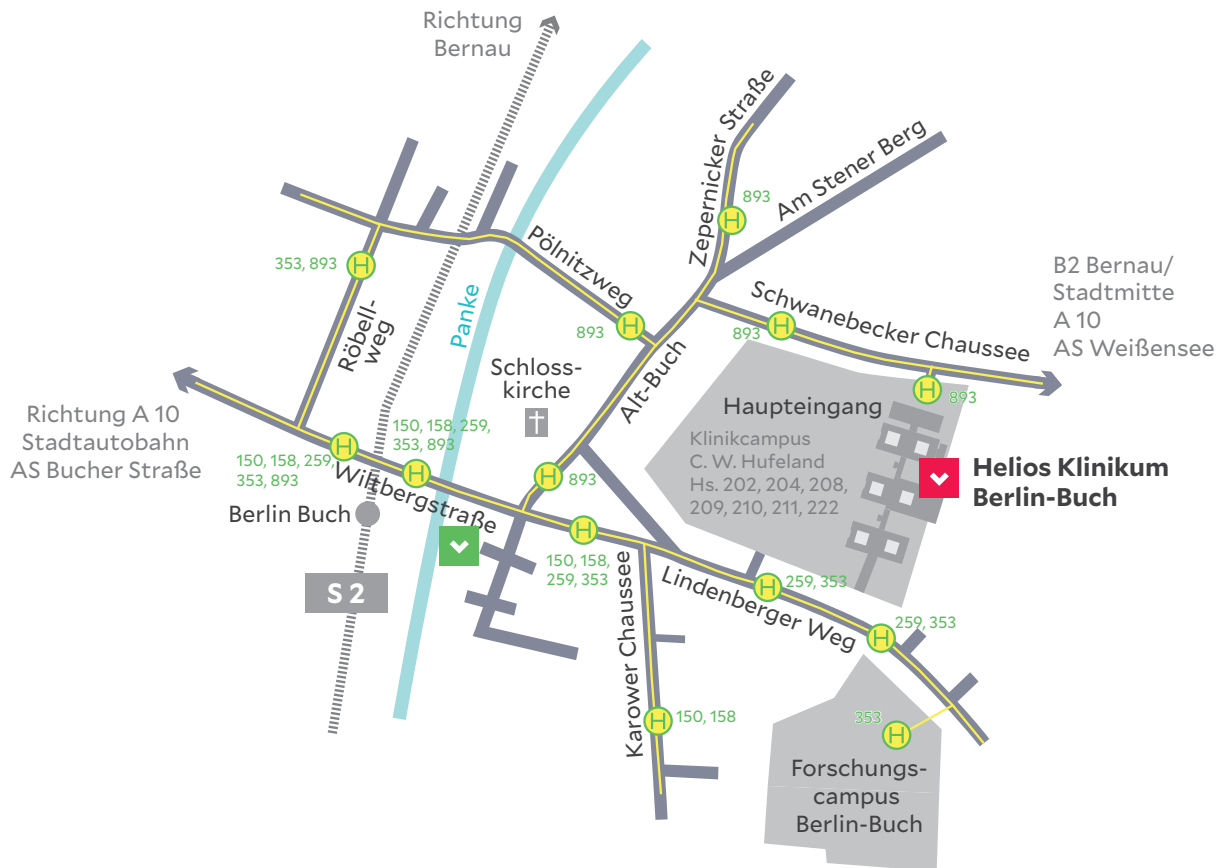 Richtung
Bernau
Zepernicker Straße
Am Stener Berg
893
H
Pölnitzweg
353, 893
H
B2 Bernau/
Stadtmitte
A 10
AS Weißensee
Schwanebecker Chaussee
Panke
Röbell-
weg
893
H
893
H
Schloss-
kirche
Alt-Buch
H
893
Haupteingang
Richtung A 10
Stadtautobahn
AS Bucher Straße
150, 158, 259,
353, 893
H
H
150, 158, 259,
353, 893
Klinikcampus
C. W. Hufeland
Hs. 202, 204, 208,
209, 210, 211, 222
Helios Klinikum
Berlin-Buch
H
893
Wiltbergstraße
Berlin Buch
H
150, 158,
259, 353
S 2
Karower Chaussee
Lindenberger Weg
H
259, 353
259, 353
H
H
150, 158
353
H
Forschungs-
campus
Berlin-Buch